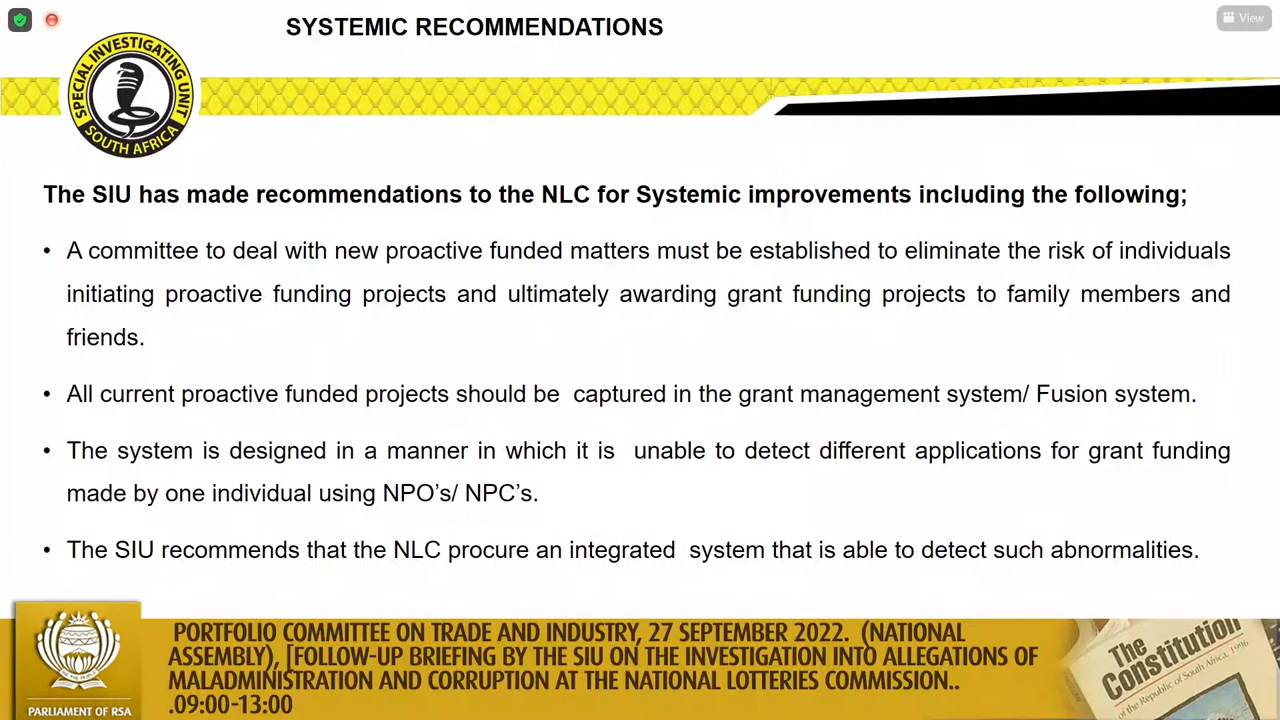 View
SYSTEMIC RECOMMENDATIONS
SPECIAL INVESTIGATING UNIT
SOUTH AFRICA
The SIU has made recommendations to the NLC for Systemic improvements including the following;
• A committee to deal with new proactive funded matters must be established to eliminate the risk of individuals
initiating proactive funding projects and ultimately awarding grant funding projects to family members and
friends.
• All current proactive funded projects should be captured in the grant management system/ Fusion system.
• The system is designed in a manner in which it is unable to detect different applications for grant funding
made by one individual using NPO’s/ NPC’s.
• The SIU recommends that the NLC procure an integrated system that is able to detect such abnormalities.
PORTFOLIO COMMITTEE ON TRADE AND INDUSTRY, 27 SEPTEMBER 2022. (NATIONAL
ASSEMBLY), [FOLLOW-UP BRIEFING BY THE SIU ON THE INVESTIGATION INTO ALLEGATIONS OF
MALADMINISTRATION AND CORRUPTION AT THE NATIONAL LOTTERIES COMMISSION..
.09:00-13:00
PARLIAMENT OF RSA
The
Constitution
of the Republic of South Africa, 1996